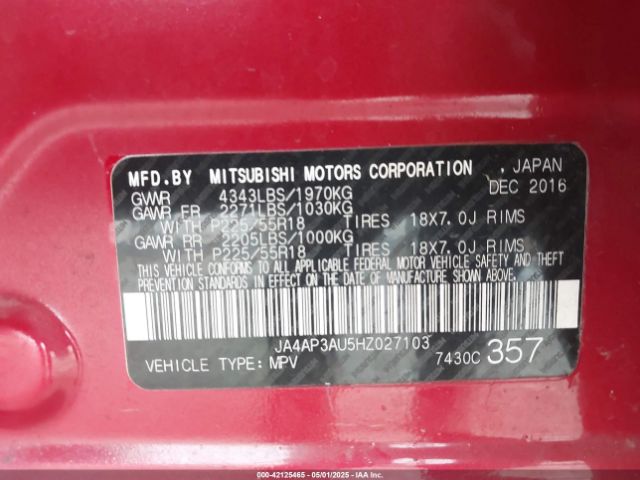 MFD.BY MITSUBISHI MOTORS CORPORATION , JAPAN
GVWR 4343LBS/1970KG DEC 2016
GAWR FR 2271LBS/1030KG
WITH P225/55R18 TIRES 18X7.0J RIMS
GAWR RR 2205LBS/1000KG
WITH P225/55R18 TIRES 18X7.0J RIMS
THIS VEHICLE CONFORMS TO ALL APPLICABLE FEDERAL MOTOR VEHICLE SAFETY AND THEFT
PREVENTION STANDARDS IN EFFECT ON THE DATE OF MANUFACTURE SHOWN ABOVE.
JA4AP3AU5HZ027103
VEHICLE TYPE: MPV 7430C 357
000-42125465 - 05/01/2025 - IAAI.COM/FEDERAL